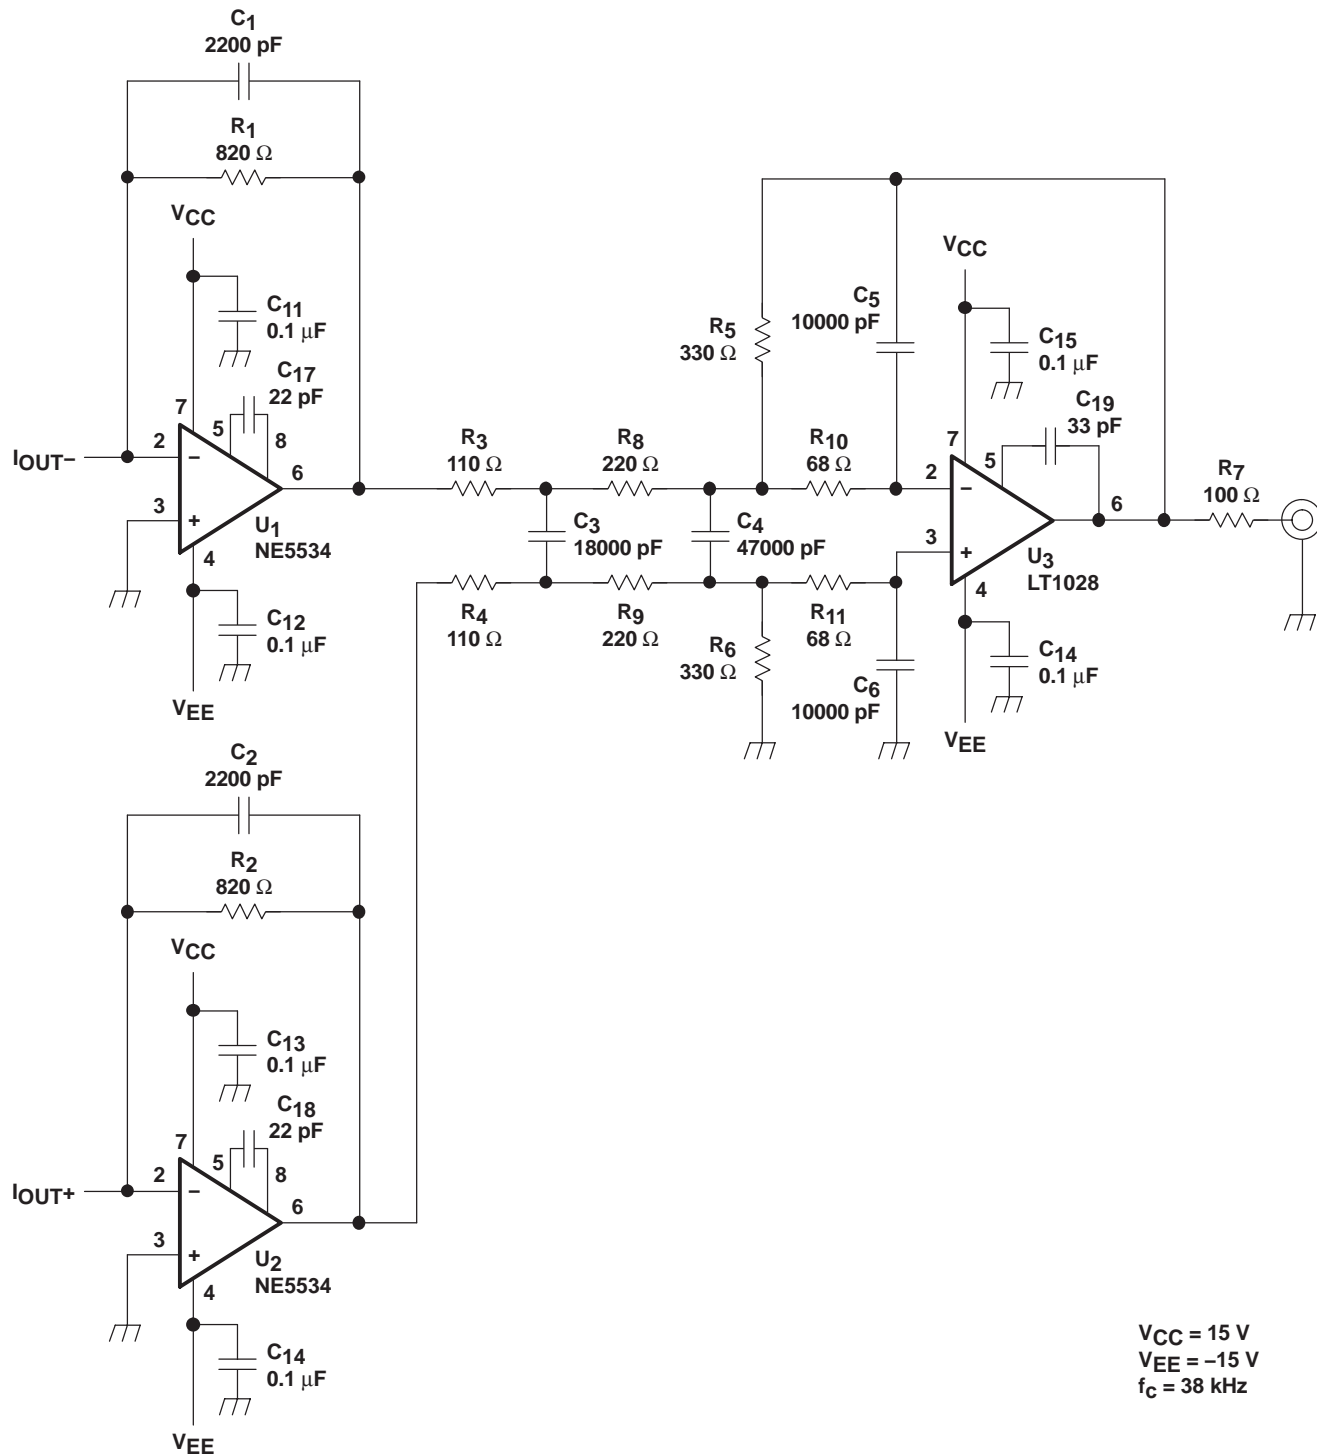 C1
2200 pF
R1
820 Ω
VCC
C11
0.1 μF
C17
22 pF
7
5
8
2
IOUT–
–
6
3
+
U1
NE5534
4
C12
0.1 μF
VEE
R3
110 Ω
R8
220 Ω
R10
68 Ω
C3
18000 pF
C4
47000 pF
R4
110 Ω
R9
220 Ω
R11
68 Ω
R5
330 Ω
C5
10000 pF
R6
330 Ω
C6
10000 pF
VCC
C15
0.1 μF
C19
33 pF
7
5
2
–
6
3
+
U3
LT1028
4
R7
100 Ω
C14
0.1 μF
VEE
C2
2200 pF
R2
820 Ω
VCC
C13
0.1 μF
C18
22 pF
7
5
8
2
IOUT+
–
6
3
+
U2
NE5534
4
C14
0.1 μF
VEE
VCC = 15 V
VEE = –15 V
fc = 38 kHz